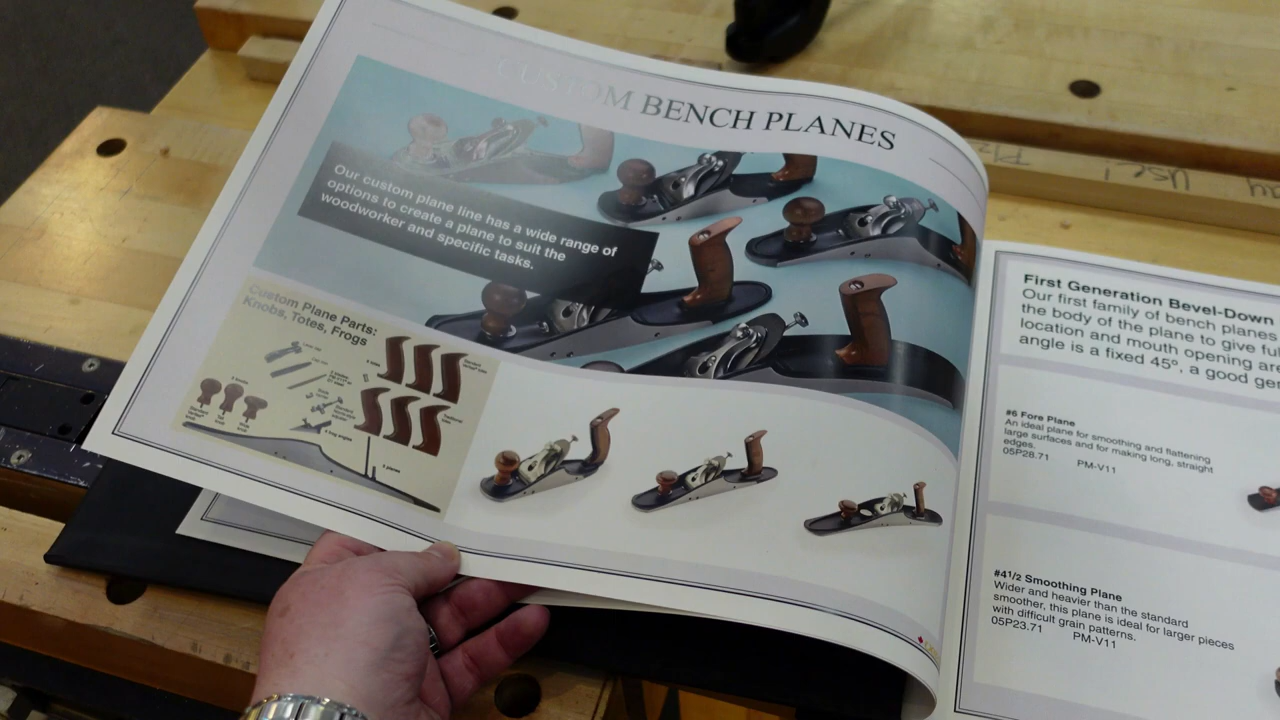 CUSTOM BENCH PLANES
Our custom plane line has a wide range of
options to create a plane to suit the
woodworker and specific tasks.
Custom Plane Parts:
Knobs, Totes, Frogs
First Generation Bevel-Down
Our first family of bench planes
the body of the plane to give
location and mouth opening
angle is a fixed 45°, a good
#6 Fore Plane
An ideal plane for smoothing and flattening
large surfaces and for making long, straight
edges.
05P28.71 PM-V11
#4½ Smoothing Plane
Wider and heavier than the standard
smoother, this plane is ideal for larger pieces
with difficult grain patterns.
05P23.71 PM-V11